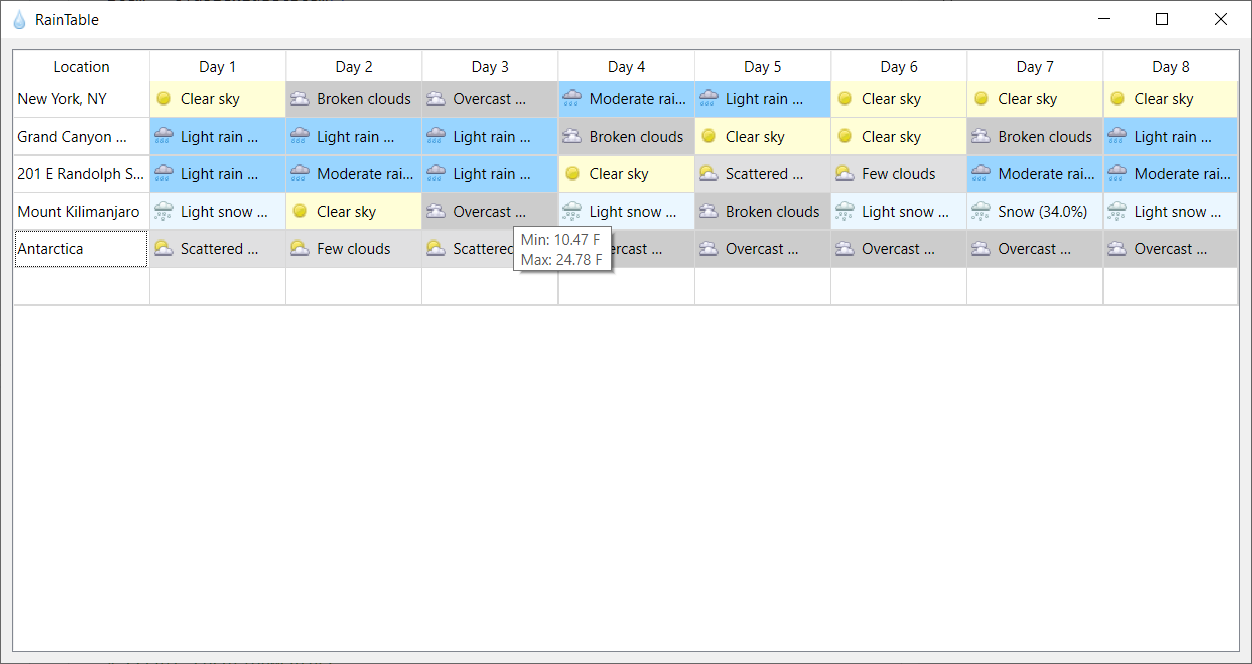 RainTable
Location Day 1 Day 2 Day 3 Day 4 Day 5 Day 6 Day 7 Day 8
New York, NY Clear sky Broken clouds Overcast ... Moderate rai... Light rain ... Clear sky Clear sky Clear sky
Grand Canyon ... Light rain ... Light rain ... Light rain ... Broken clouds Clear sky Clear sky Broken clouds Light rain ...
201 E Randolph S... Light rain ... Moderate rai... Light rain ... Clear sky Scattered ... Few clouds Moderate rai... Moderate rai...
Mount Kilimanjaro Light snow ... Clear sky Overcast ... Light snow ... Broken clouds Light snow ... Snow (34.0%) Light snow ...
Antarctica Scattered ... Few clouds Scattered ercast ... Overcast ... Overcast ... Overcast ... Overcast ...
Min: 10.47 F
Max: 24.78 F